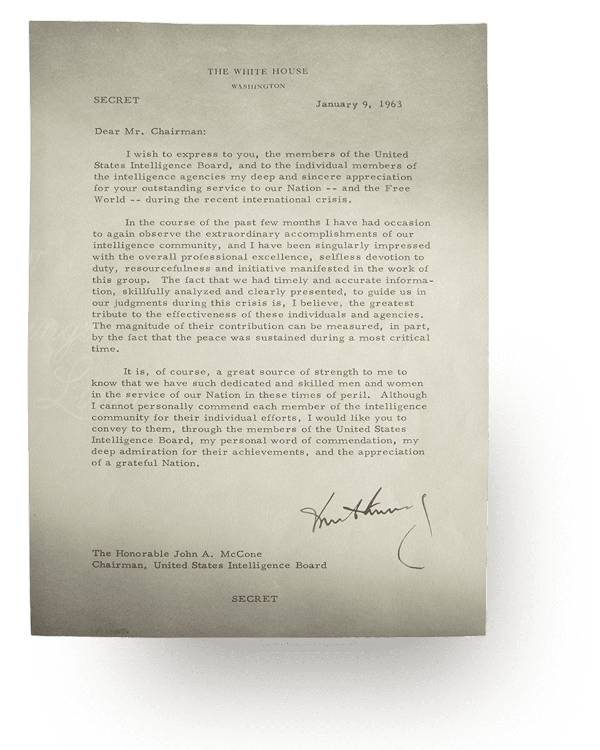 THE WHITE HOUSE
WASHINGTON
SECRET
January 9, 1963
Dear Mr. Chairman:
I wish to express to you, the members of the United
States Intelligence Board, and to the individual members of
the intelligence agencies my deep and sincere appreciation
for your outstanding service to our Nation -- and the Free
World -- during the recent international crisis.
In the course of the past few months I have had occasion
to again observe the extraordinary accomplishments of our
intelligence community, and I have been singularly impressed
with the overall professional excellence, selfless devotion to
duty, resourcefulness and initiative manifested in the work of
this group. The fact that we had timely and accurate informa-
tion, skillfully analyzed and clearly presented, to guide us in
our judgments during this crisis is, I believe, the greatest
tribute to the effectiveness of these individuals and agencies.
The magnitude of their contribution can be measured, in part,
by the fact that the peace was sustained during a most critical
time.
It is, of course, a great source of strength to me to
know that we have such dedicated and skilled men and women
in the service of our Nation in these times of peril. Although
I cannot personally commend each member of the intelligence
community for their individual efforts, I would like you to
convey to them, through the members of the United States
Intelligence Board, my personal word of commendation, my
deep admiration for their achievements, and the appreciation
of a grateful Nation.
The Honorable John A. McCone
Chairman, United States Intelligence Board
SECRET